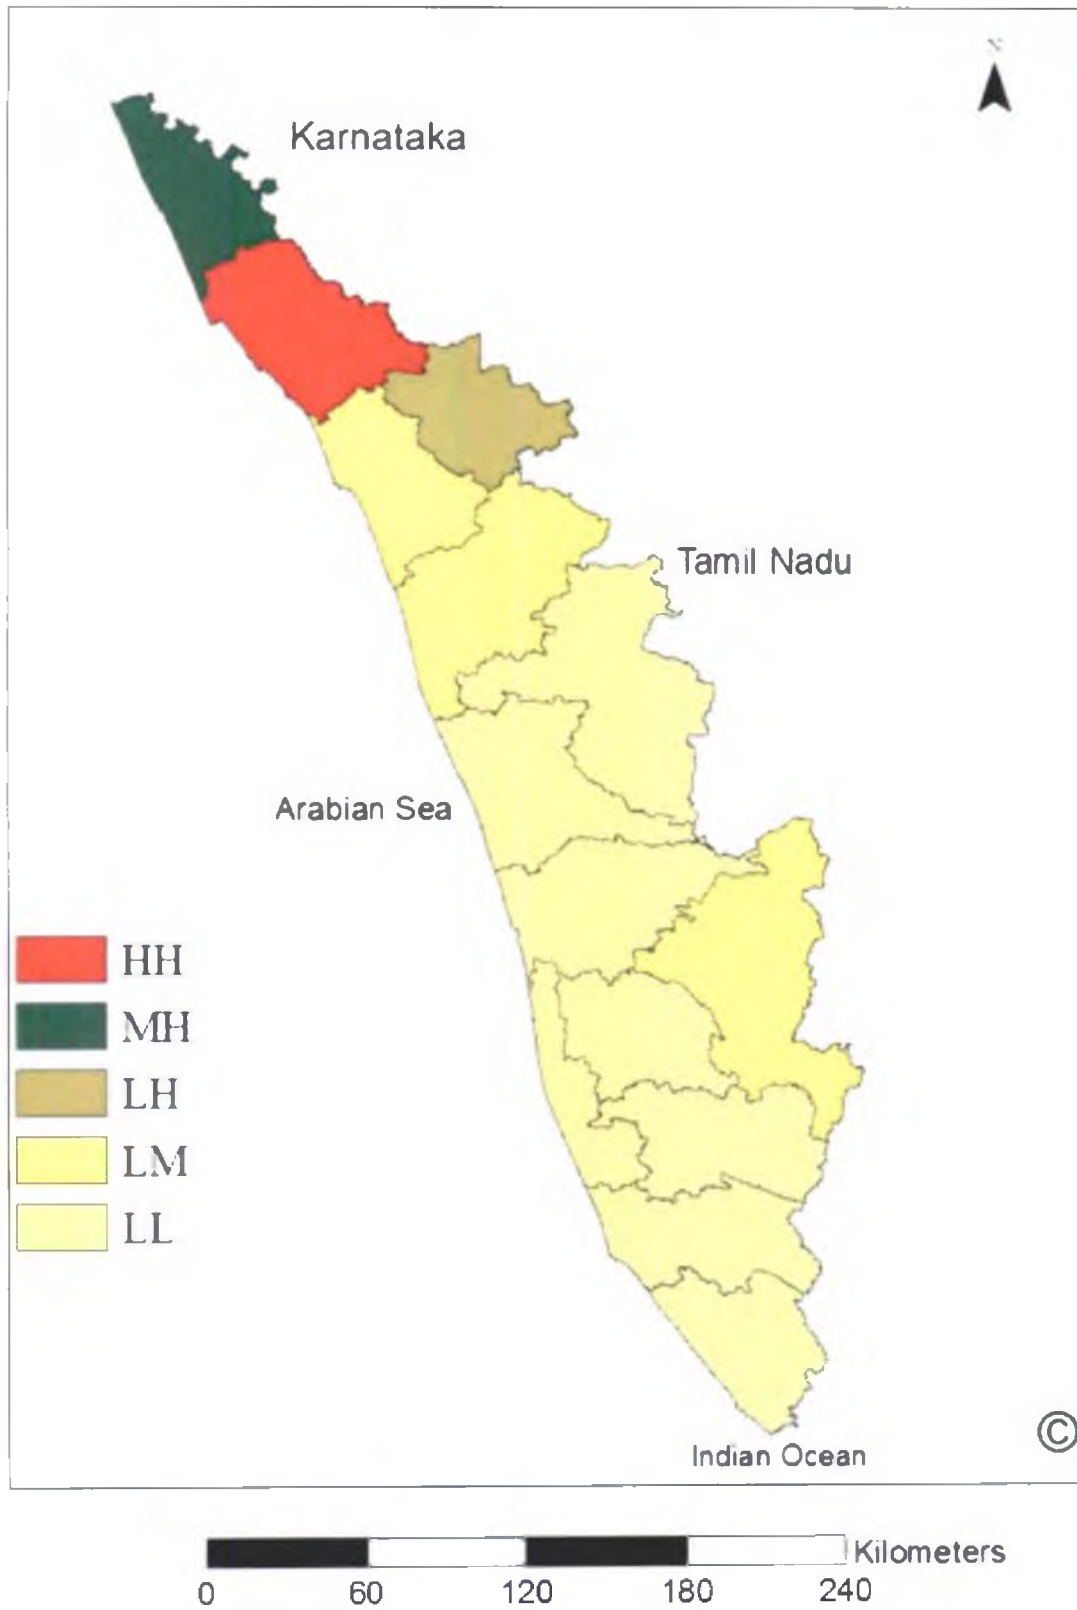 N
Karnataka
Tamil Nadu
Arabian Sea
HH
MH
LH
LM
LL
Indian Ocean
©
Kilometers
0 60 120 180 240